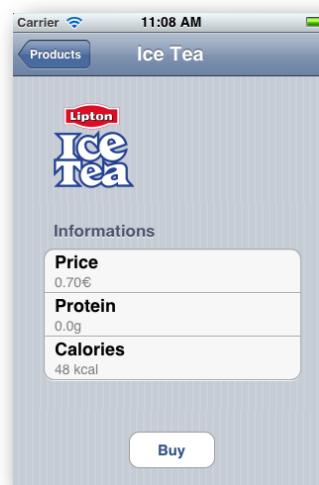 Carrier 11:08 AM
Products Ice Tea
Lipton
Ice
Tea
Informations
Price
0.70€
Protein
0.0g
Calories
48 kcal
Buy